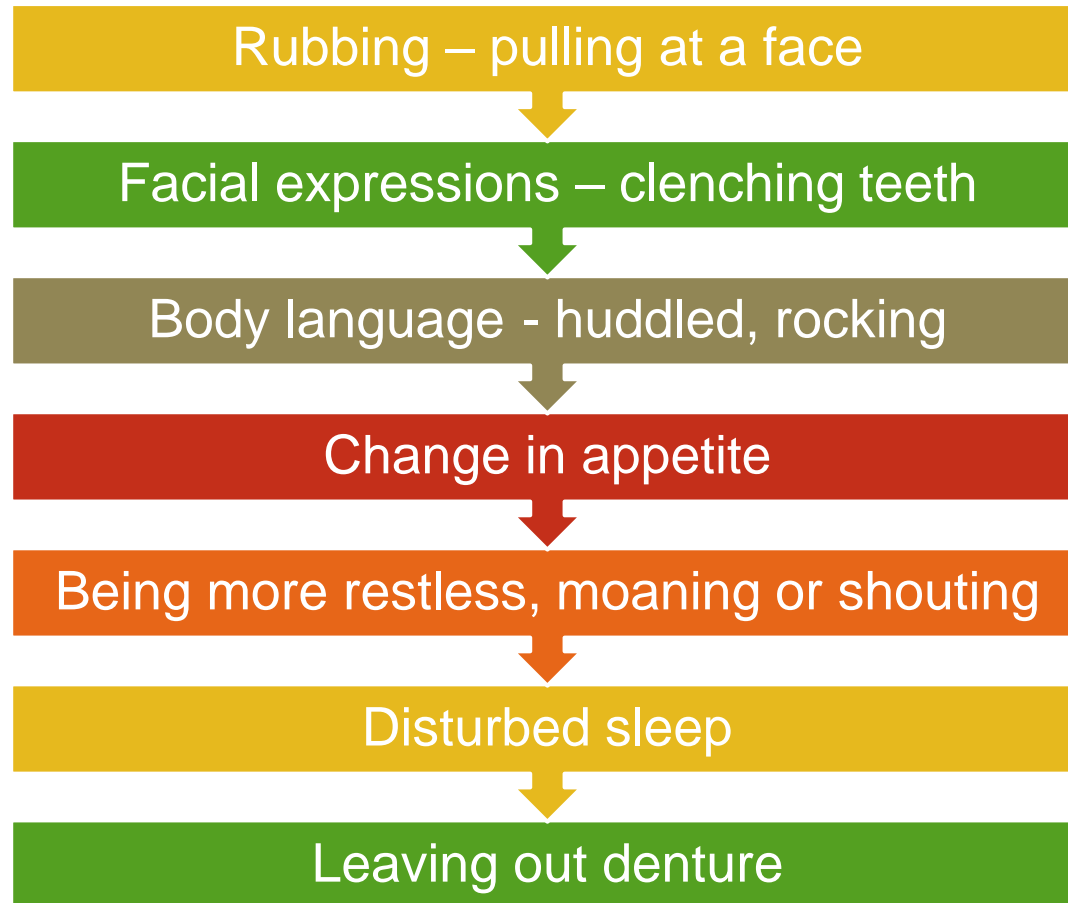 Rubbing – pulling at a face
Facial expressions – clenching teeth
Body language - huddled, rocking
Change in appetite
Being more restless, moaning or shouting
Disturbed sleep
Leaving out denture